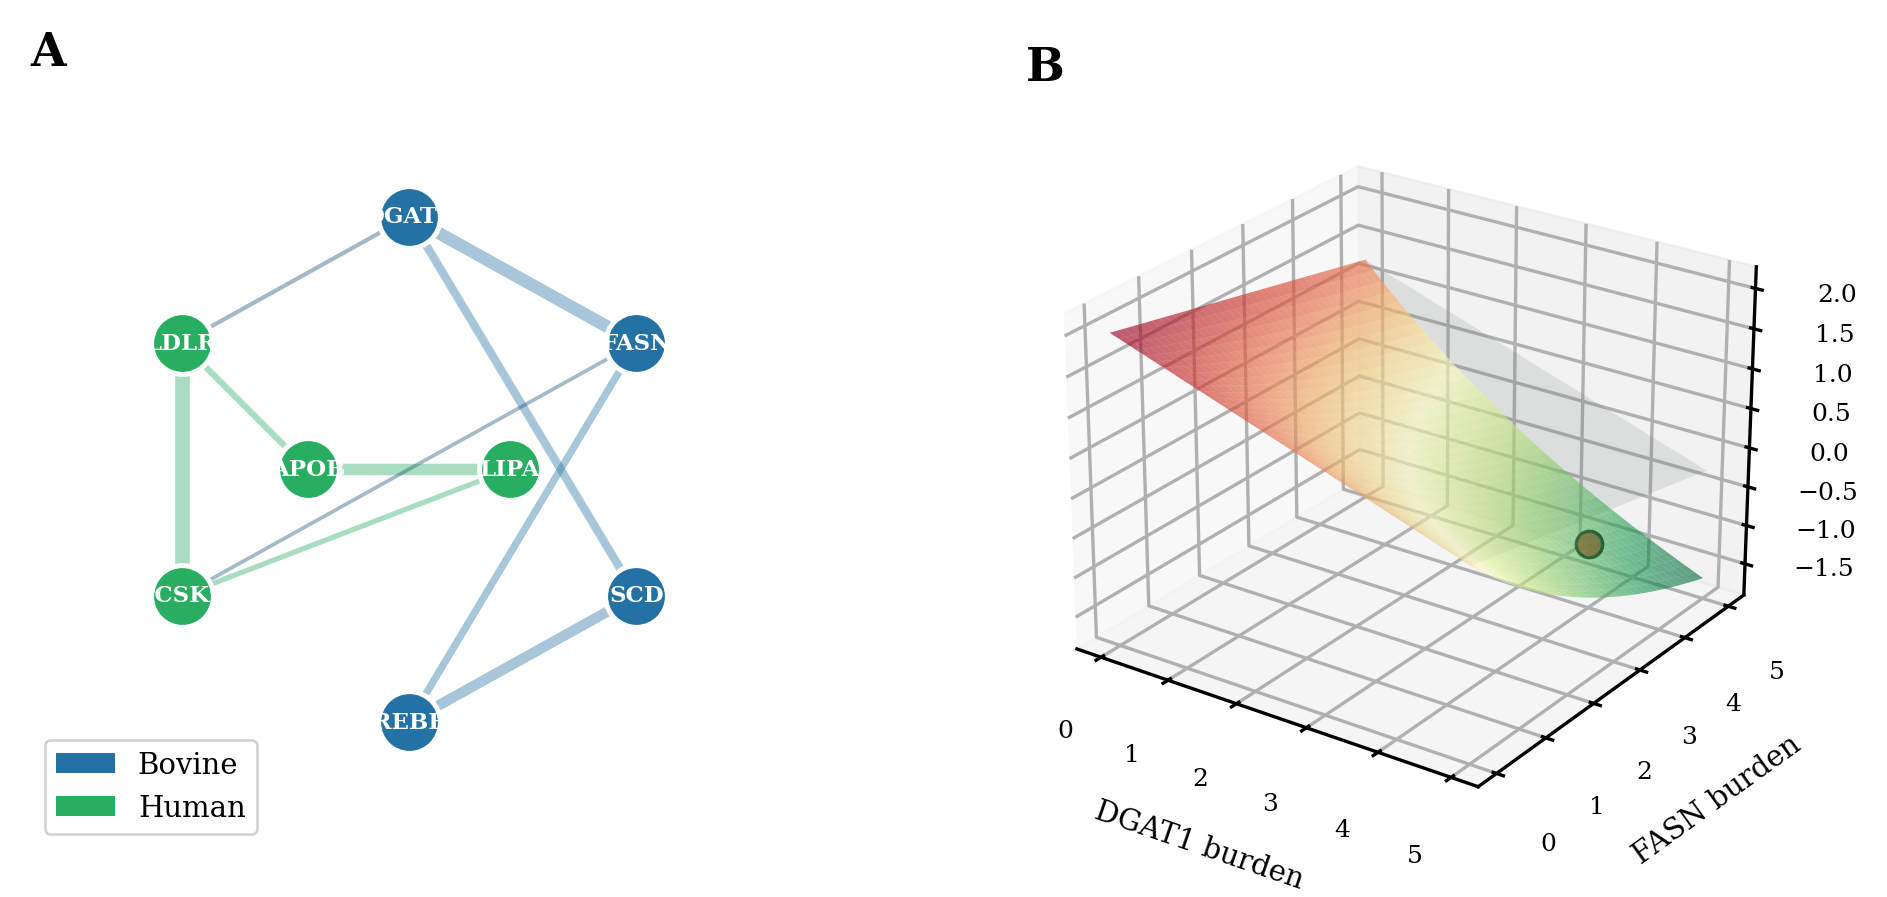 A
DGAT
LDLR
FASN
APOB
LIPA
CSK
SCD
REBF
Bovine
Human
B
2.0
1.5
1.0
0.5
0.0
−0.5
−1.0
−1.5
0
1
2
3
4
5
DGAT1 burden
0
1
2
3
4
5
FASN burden